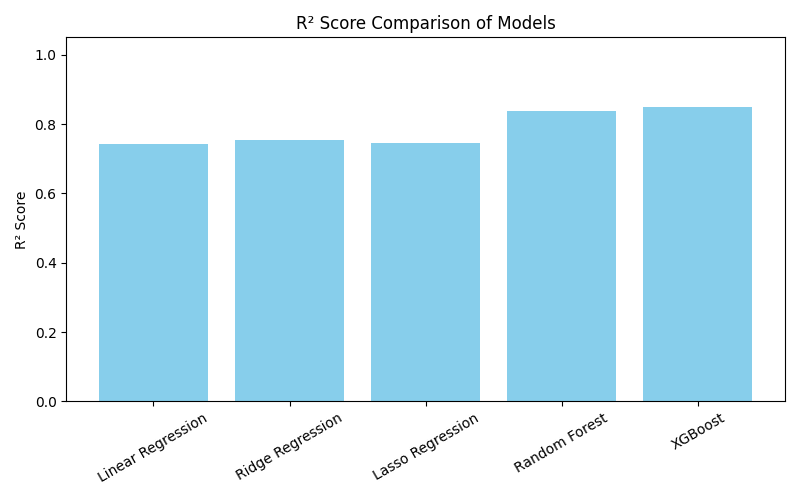 R² Score Comparison of Models
1.0
0.8
0.6
0.4
0.2
0.0
R² Score
Linear Regression
Ridge Regression
Lasso Regression
Random Forest
XGBoost